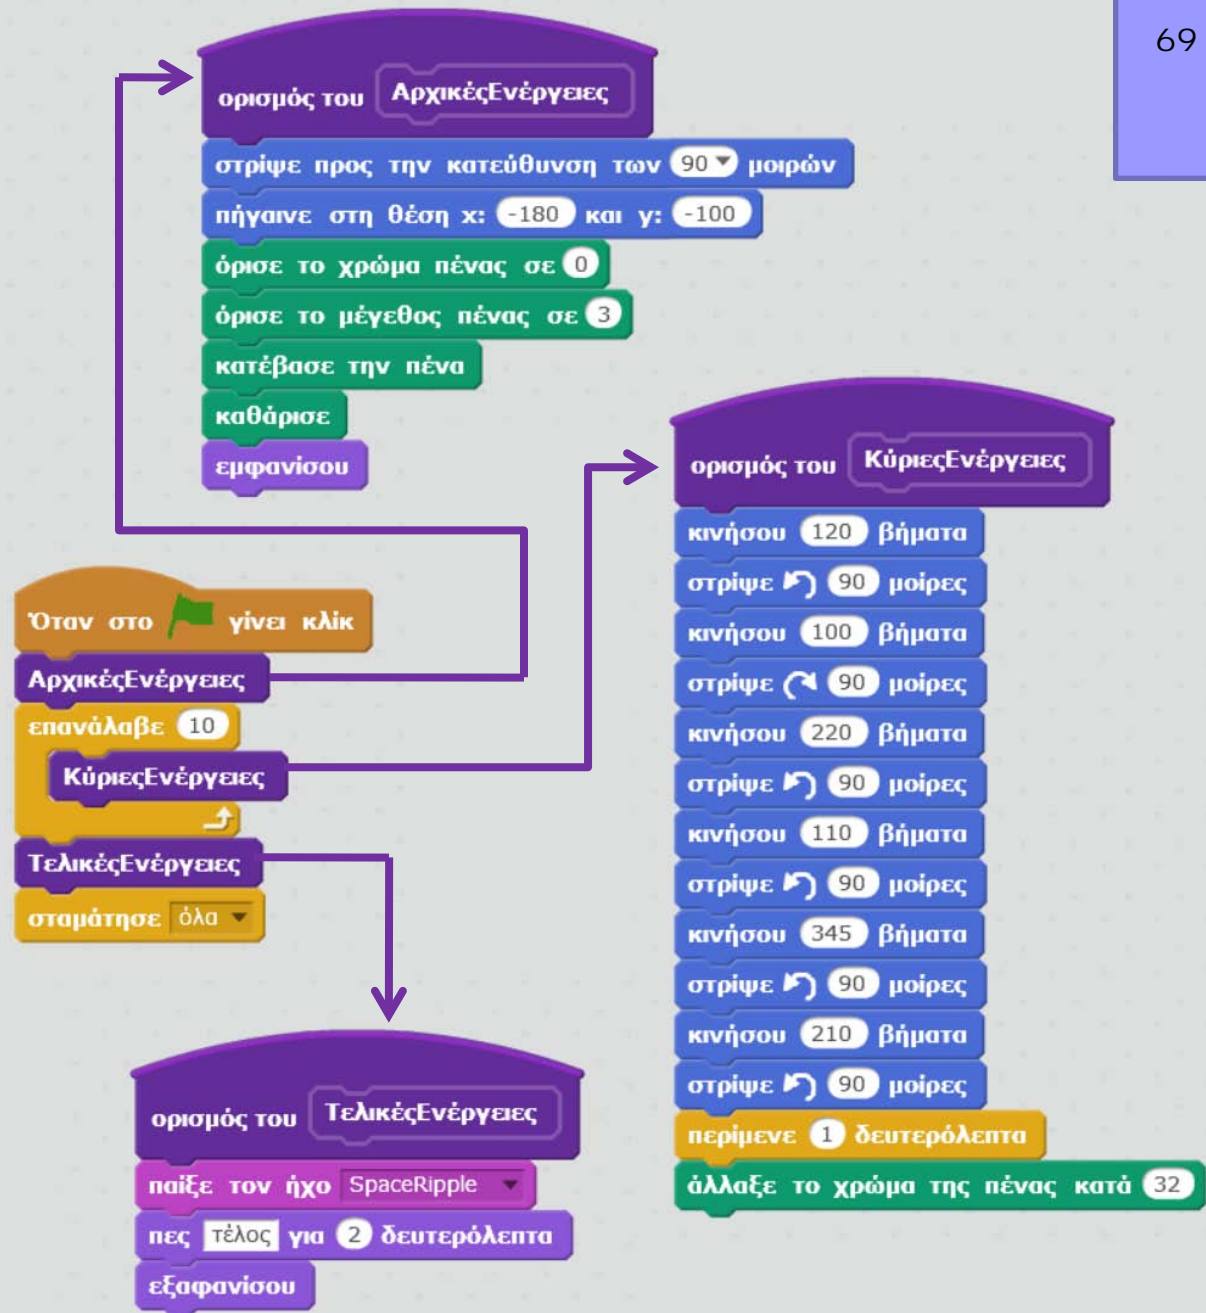 69
ορισμός του ΑρχικέςΕνέργειες
στρίψε προς την κατεύθυνση των 90 μοιρών
πήγαινε στη θέση x: -180 και y: -100
όρισε το χρώμα πένας σε 0
όρισε το μέγεθος πένας σε 3
κατέβασε την πένα
καθάρισε
εμφανίσου
Όταν στο γίνει κλίκ
ΑρχικέςΕνέργειες
επανάλαβε 10
ΚύριεςΕνέργειες
ΤελικέςΕνέργειες
σταμάτησε όλα
ορισμός του ΚύριεςΕνέργειες
κινήσου 120 βήματα
στρίψε 90 μοίρες
κινήσου 100 βήματα
στρίψε 90 μοίρες
κινήσου 220 βήματα
στρίψε 90 μοίρες
κινήσου 110 βήματα
στρίψε 90 μοίρες
κινήσου 345 βήματα
στρίψε 90 μοίρες
κινήσου 210 βήματα
στρίψε 90 μοίρες
περίμενε 1 δευτερόλεπτα
άλλαξε το χρώμα της πένας κατά 32
ορισμός του ΤελικέςΕνέργειες
παίξε τον ήχο SpaceRipple
πες τέλος για 2 δευτερόλεπτα
εξαφανίσου